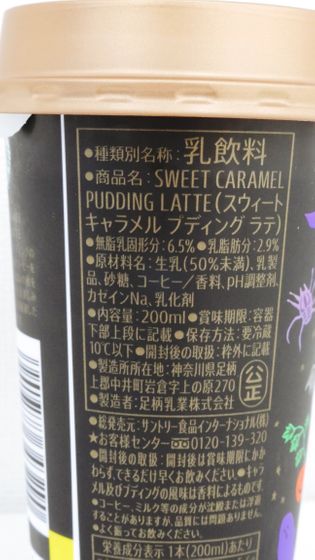 ●種類別名称：乳飲料
●商品名：SWEET CARAMEL
PUDDING LATTE(スウィート
キャラメル プディング ラテ)
●無脂乳固形分：6.5%●乳脂肪分：2.9%
●原材料名：生乳(50%未満)、乳製
品、砂糖、コーヒー／香料、pH調整剤、
カゼインNa、乳化剤
●内容量：200ml●賞味期限：容器
下部上段に記載●保存方法：要冷蔵
10℃以下●開封後の取扱：枠外に記載
●製造所所在地：神奈川県足柄
上郡中井町岩倉字上の原270
●製造者：足柄乳業株式会社
公正
●総発売元：サントリー食品インターナショナル(株)
★お客様センター☎0120-139-320
●開封後の取扱：開封後は賞味期限にかか
わらず、できるだけ早くお飲みください。●キャラ
メル及びプディングの風味は香料によるものです。
●コーヒー、ミルク等の成分が沈殿または浮遊
することがありますが、品質には問題ありません。
よく振ってお飲みください。
栄養成分表示 1本(200ml)あたり